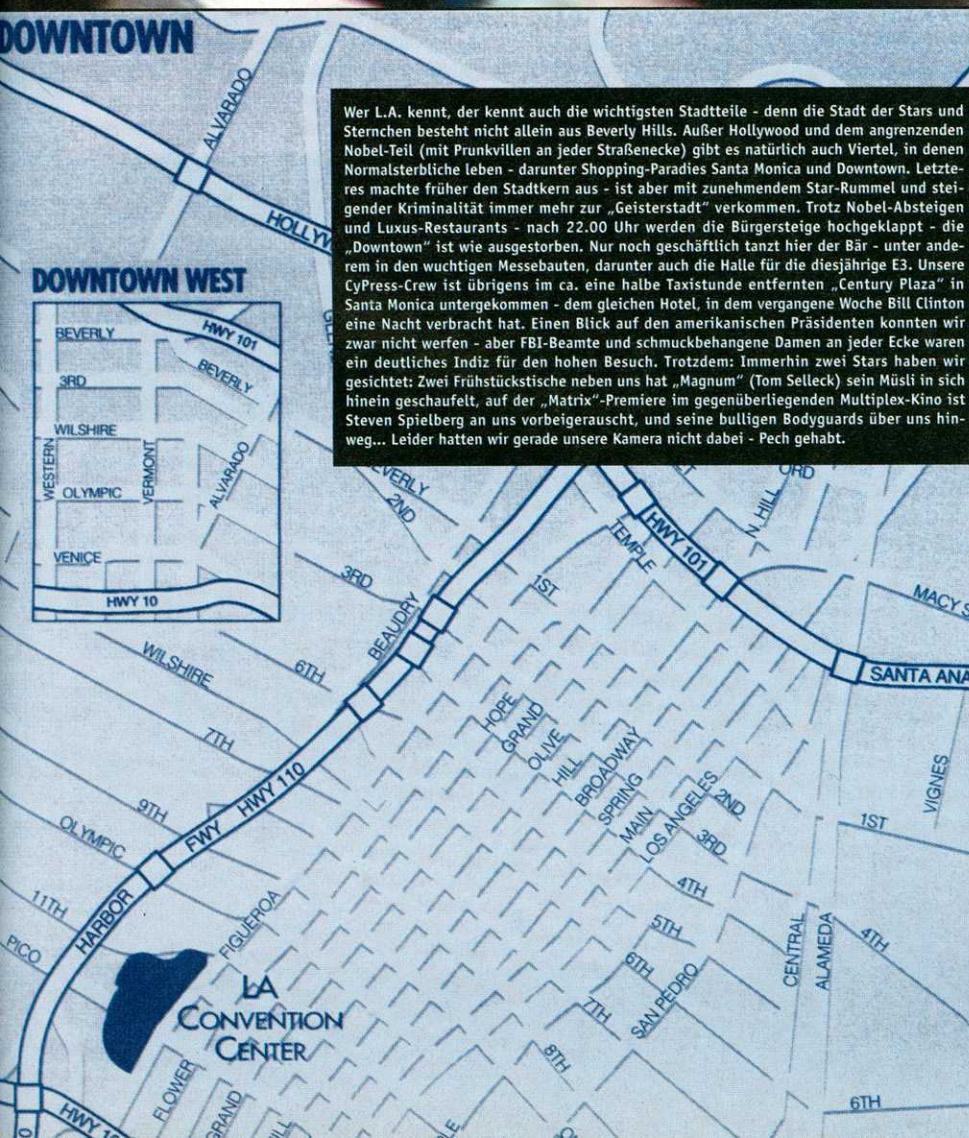 DOWNTOWN
ALVARADO
Wer L.A. kennt, der kennt auch die wichtigsten Stadtteile - denn die Stadt der Stars und
Sternchen besteht nicht allein aus Beverly Hills. Außer Hollywood und dem angrenzenden
Nobel-Teil (mit Prunkvillen an jeder Straßenecke) gibt es natürlich auch Viertel, in denen
Normalsterbliche leben - darunter Shopping-Paradies Santa Monica und Downtown. Letzte-
res machte früher den Stadtkern aus - ist aber mit zunehmendem Star-Rummel und stei-
gender Kriminalität immer mehr zur „Geisterstadt" verkommen. Trotz Nobel-Absteigen
und Luxus-Restaurants - nach 22.00 Uhr werden die Bürgersteige hochgeklappt - die
„Downtown" ist wie ausgestorben. Nur noch geschäftlich tanzt hier der Bär - unter ande-
rem in den wuchtigen Messebauten, darunter auch die Halle für die diesjährige E3. Unsere
CyPress-Crew ist übrigens im ca. eine halbe Taxistunde entfernten „Century Plaza" in
Santa Monica untergekommen - dem gleichen Hotel, in dem vergangene Woche Bill Clinton
eine Nacht verbracht hat. Einen Blick auf den amerikanischen Präsidenten konnten wir
zwar nicht werfen - aber FBI-Beamte und schmuckbehangene Damen an jeder Ecke waren
ein deutliches Indiz für den hohen Besuch. Trotzdem: Immerhin zwei Stars haben wir
gesichtet: Zwei Frühstückstische neben uns hat „Magnum" (Tom Selleck) sein Müsli in sich
hinein geschaufelt, auf der „Matrix"-Premiere im gegenüberliegenden Multiplex-Kino ist
Steven Spielberg an uns vorbeigerauscht, und seine bulligen Bodyguards über uns hin-
weg... Leider hatten wir gerade unsere Kamera nicht dabei - Pech gehabt.
HOLLYW
DOWNTOWN WEST
BEVERLY
HWY 101
BEVERLY
3RD
WILSHIRE
WESTERN
VERMONT
ALVARADO
OLYMPIC
VENICE
HWY 10
BEVERLY
2ND
3RD
ORD
N. HILL
TEMPLE
HWY 101
1ST
MACY S
BEAUDRY
WILSHIRE
6TH
SANTA ANA
7TH
HOPE
GRAND
OLIVE
HILL
BROADWAY
SPRING
MAIN
LOS ANGELES
2ND
3RD
VIGNES
1ST
9TH
OLYMPIC
FWY HWY 110
4TH
11TH
HARBOR
FIGUEROA
5TH
CENTRAL
ALAMEDA
4TH
PICO
6TH
LA
CONVENTION
CENTER
7TH
SAN PEDRO
8TH
FLOWER
GRAND
6TH
HWY 10